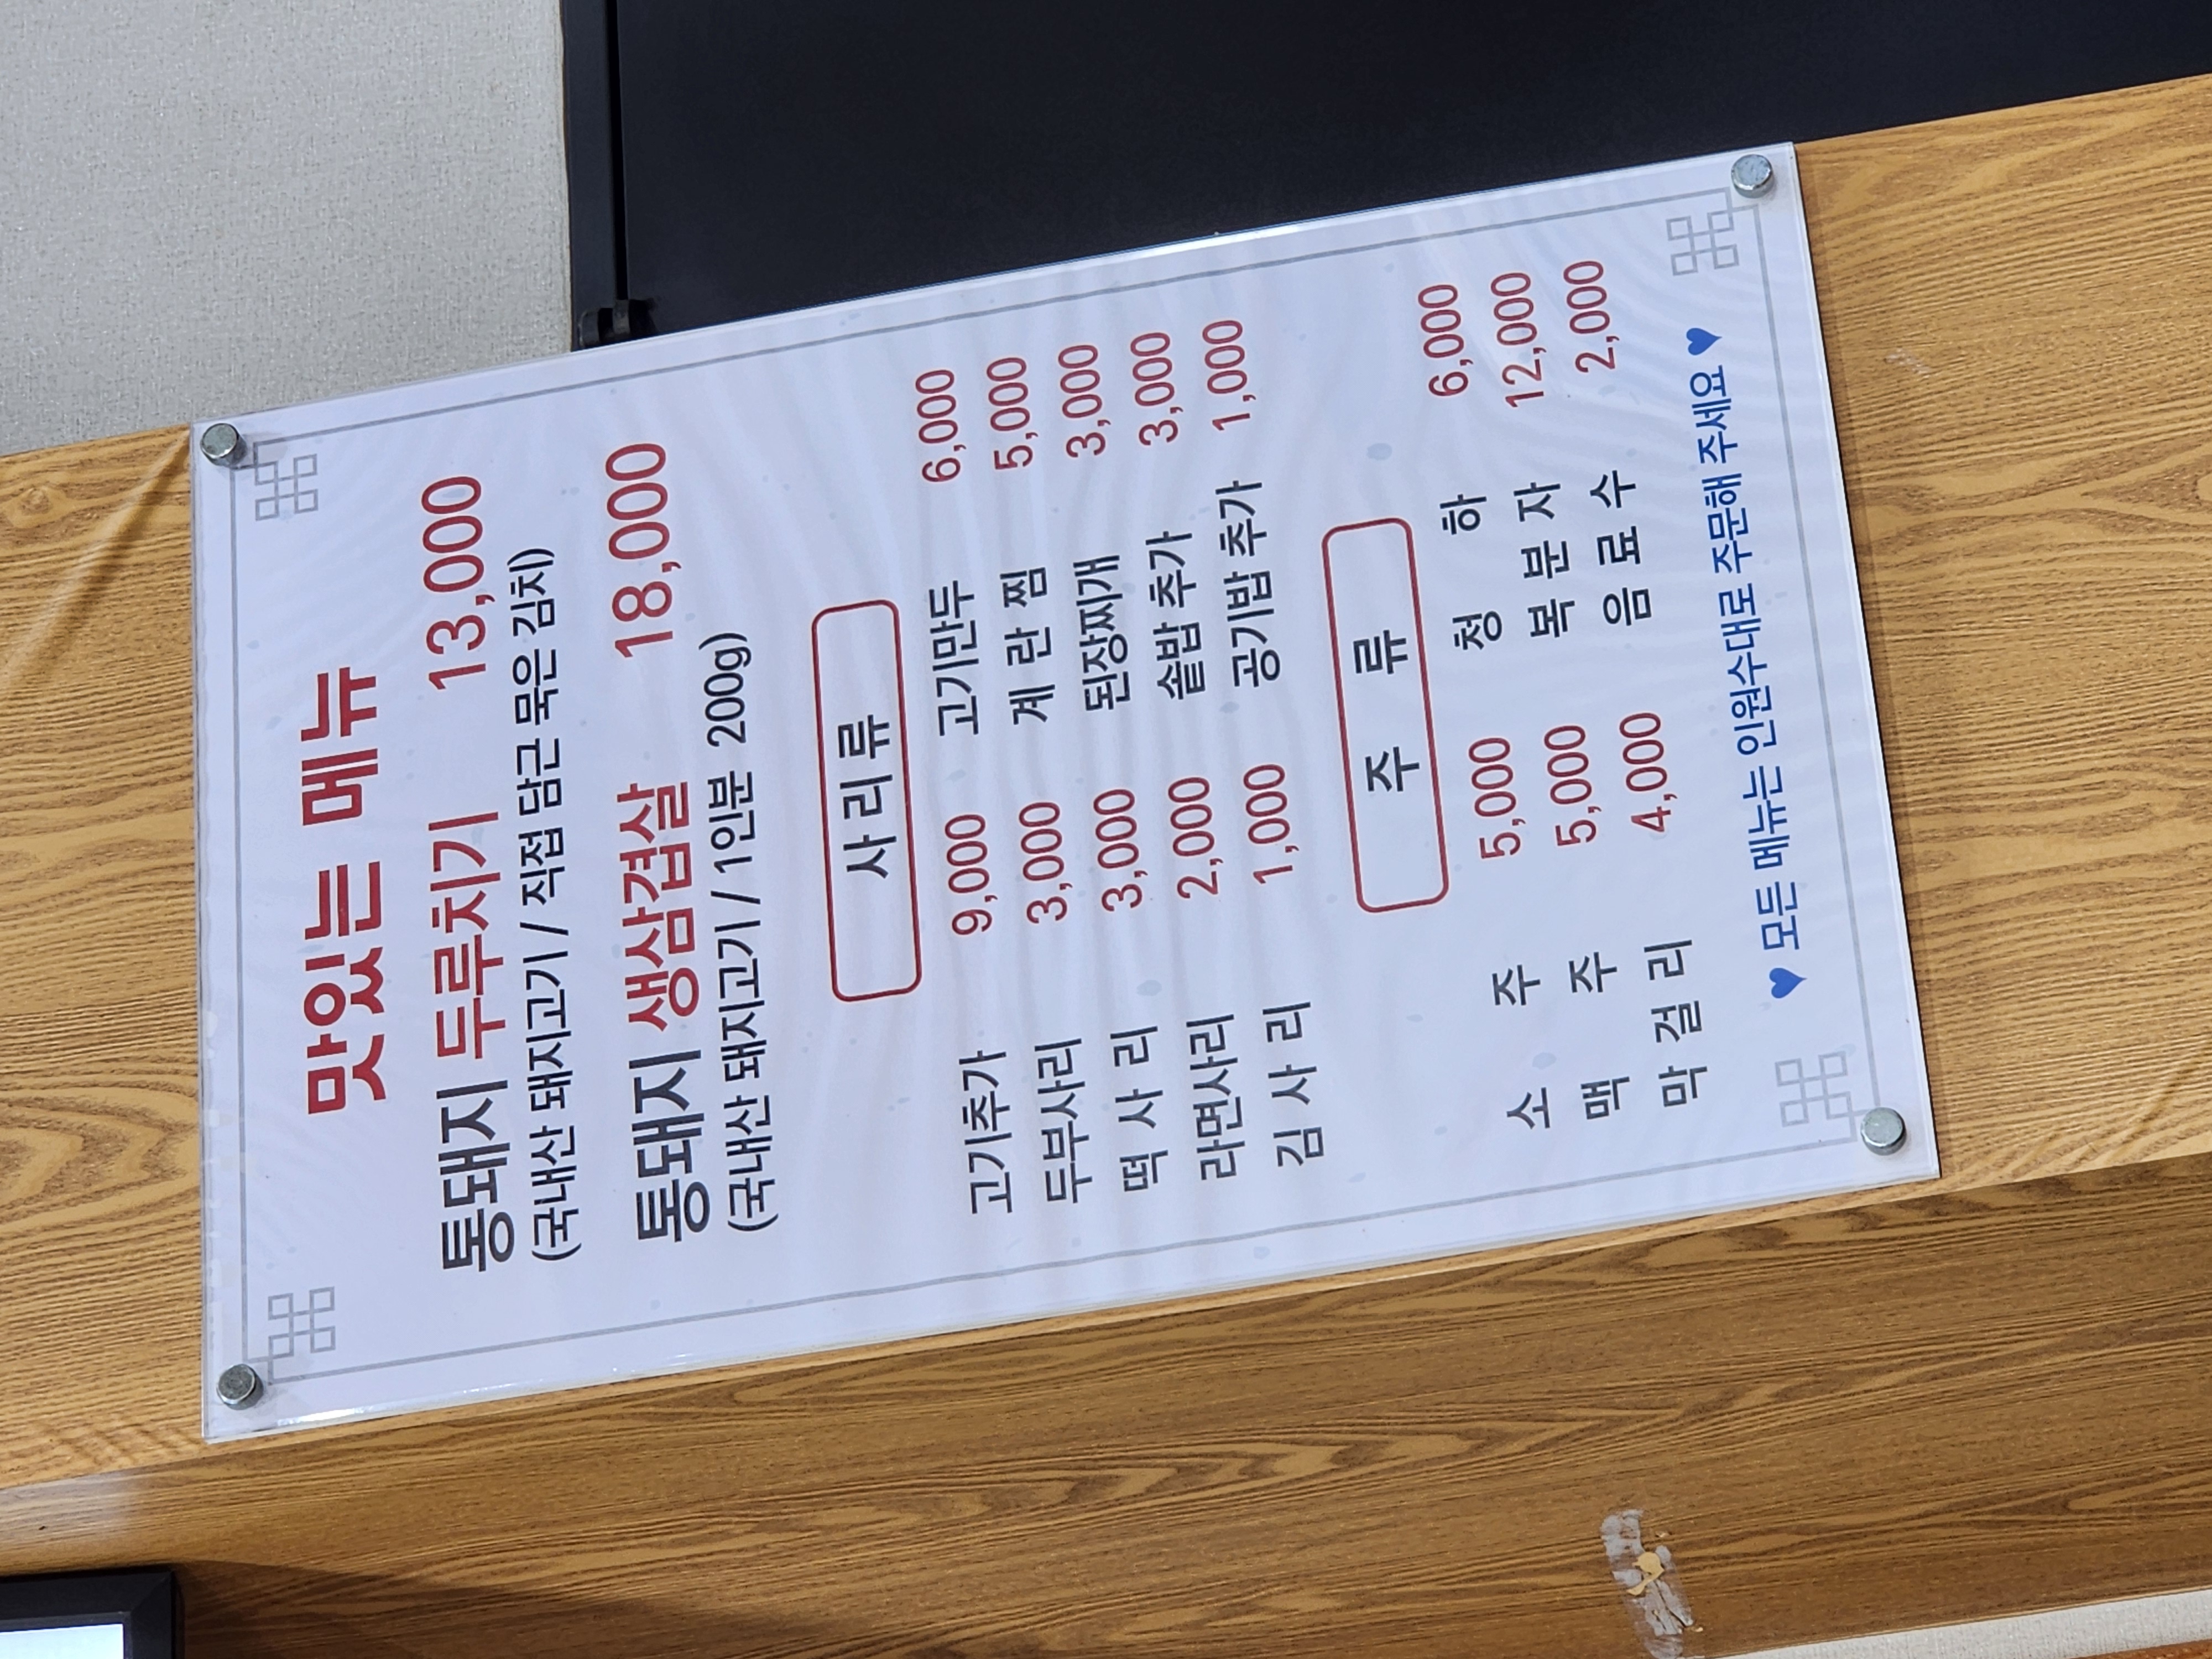 맛있는 메뉴
통돼지 두루치기 13,000
(국내산 돼지고기 / 직접 담근 묵은 김치)
통돼지 생삼겹살 18,000
(국내산 돼지고기 / 1인분 200g)
사리류
고기추가 9,000 고기만두 6,000
두부사리 3,000 계란찜 5,000
떡사리 3,000 된장찌개 3,000
라면사리 2,000 솥밥 추가 3,000
김사리 1,000 공기밥 추가 1,000
주류
소주 5,000 청하 6,000
맥주 5,000 복분자 12,000
막걸리 4,000 음료수 2,000
♥ 모든 메뉴는 인원수대로 주문해 주세요 ♥